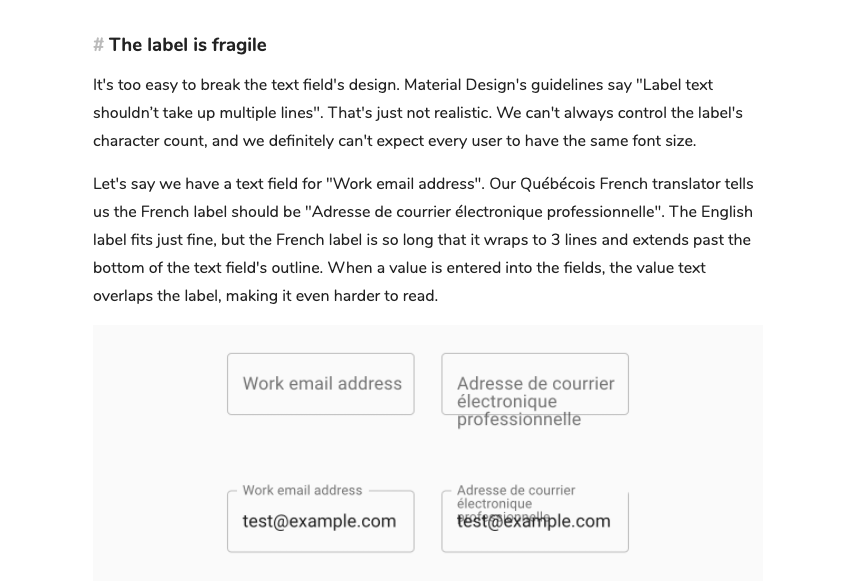 # The label is fragile
It's too easy to break the text field's design. Material Design's guidelines say "Label text
shouldn’t take up multiple lines". That's just not realistic. We can't always control the label's
character count, and we definitely can't expect every user to have the same font size.
Let's say we have a text field for "Work email address". Our Québécois French translator tells
us the French label should be "Adresse de courrier électronique professionnelle". The English
label fits just fine, but the French label is so long that it wraps to 3 lines and extends past the
bottom of the text field's outline. When a value is entered into the fields, the value text
overlaps the label, making it even harder to read.
Work email address
Adresse de courrier
électronique
professionnelle
Work email address
test@example.com
Adresse de courrier
électronique
professionnelle
test@example.com